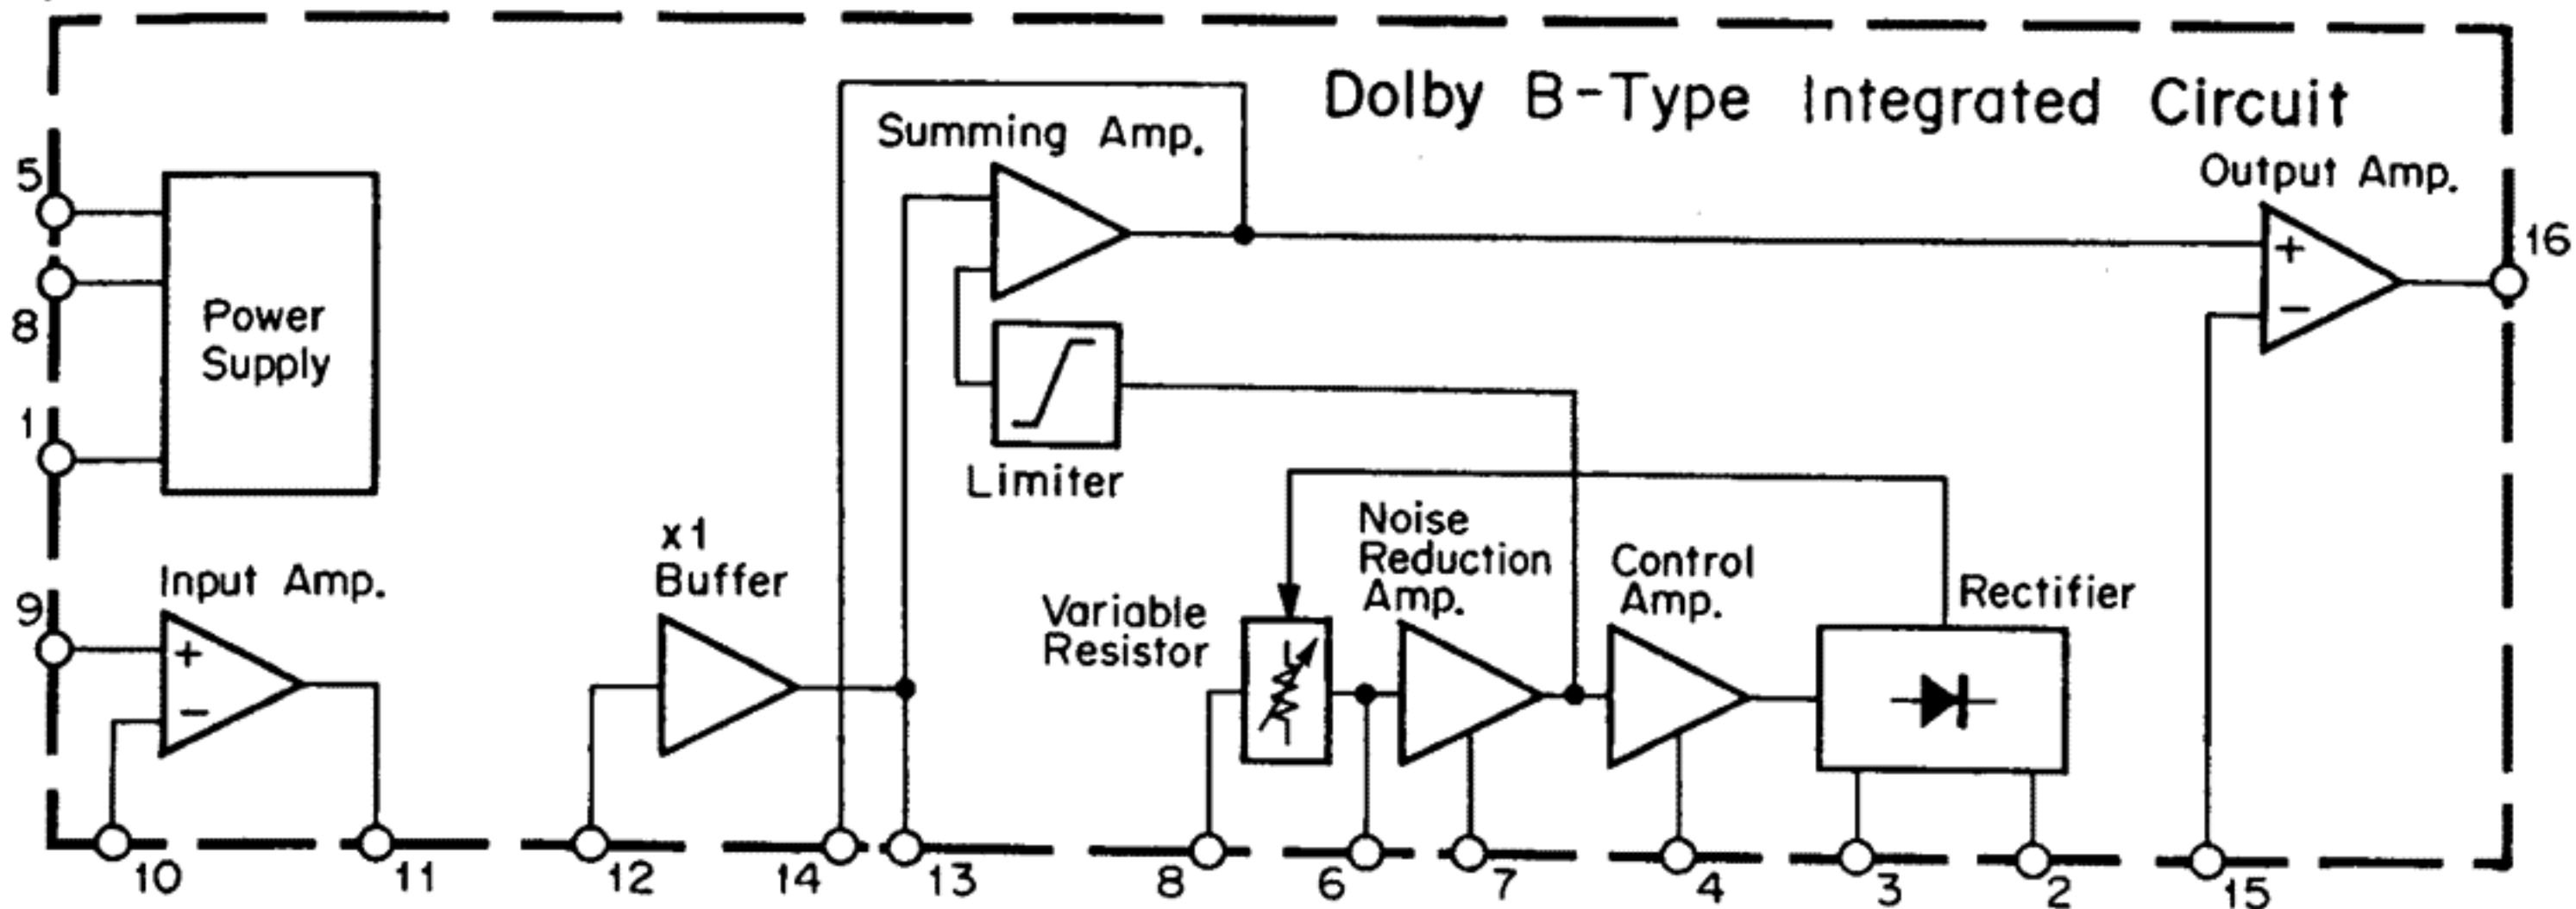 Dolby B-Type Integrated Circuit
Summing Amp.
Output Amp.
5
16
8
Power
Supply
1
Limiter
x1
Buffer
Noise
Reduction
Amp.
Control
Amp.
Rectifier
Input Amp.
9
Variable
Resistor
+
−
+
−
10
11
12
14
13
8
6
7
4
3
2
15